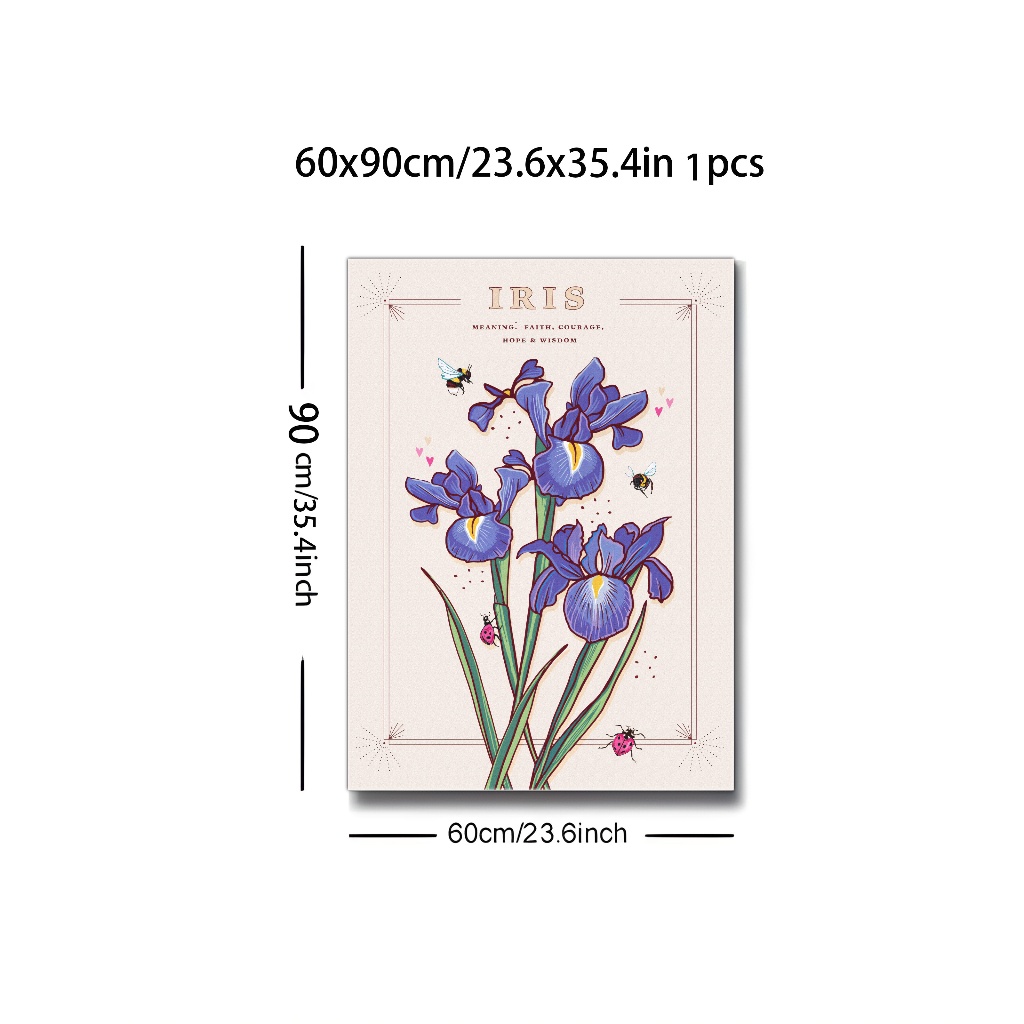 60x90cm/23.6x35.4in 1pcs
IRIS
MEANING: FAITH, COURAGE,
HOPE & WISDOM
90 cm/35.4inch
60cm/23.6inch